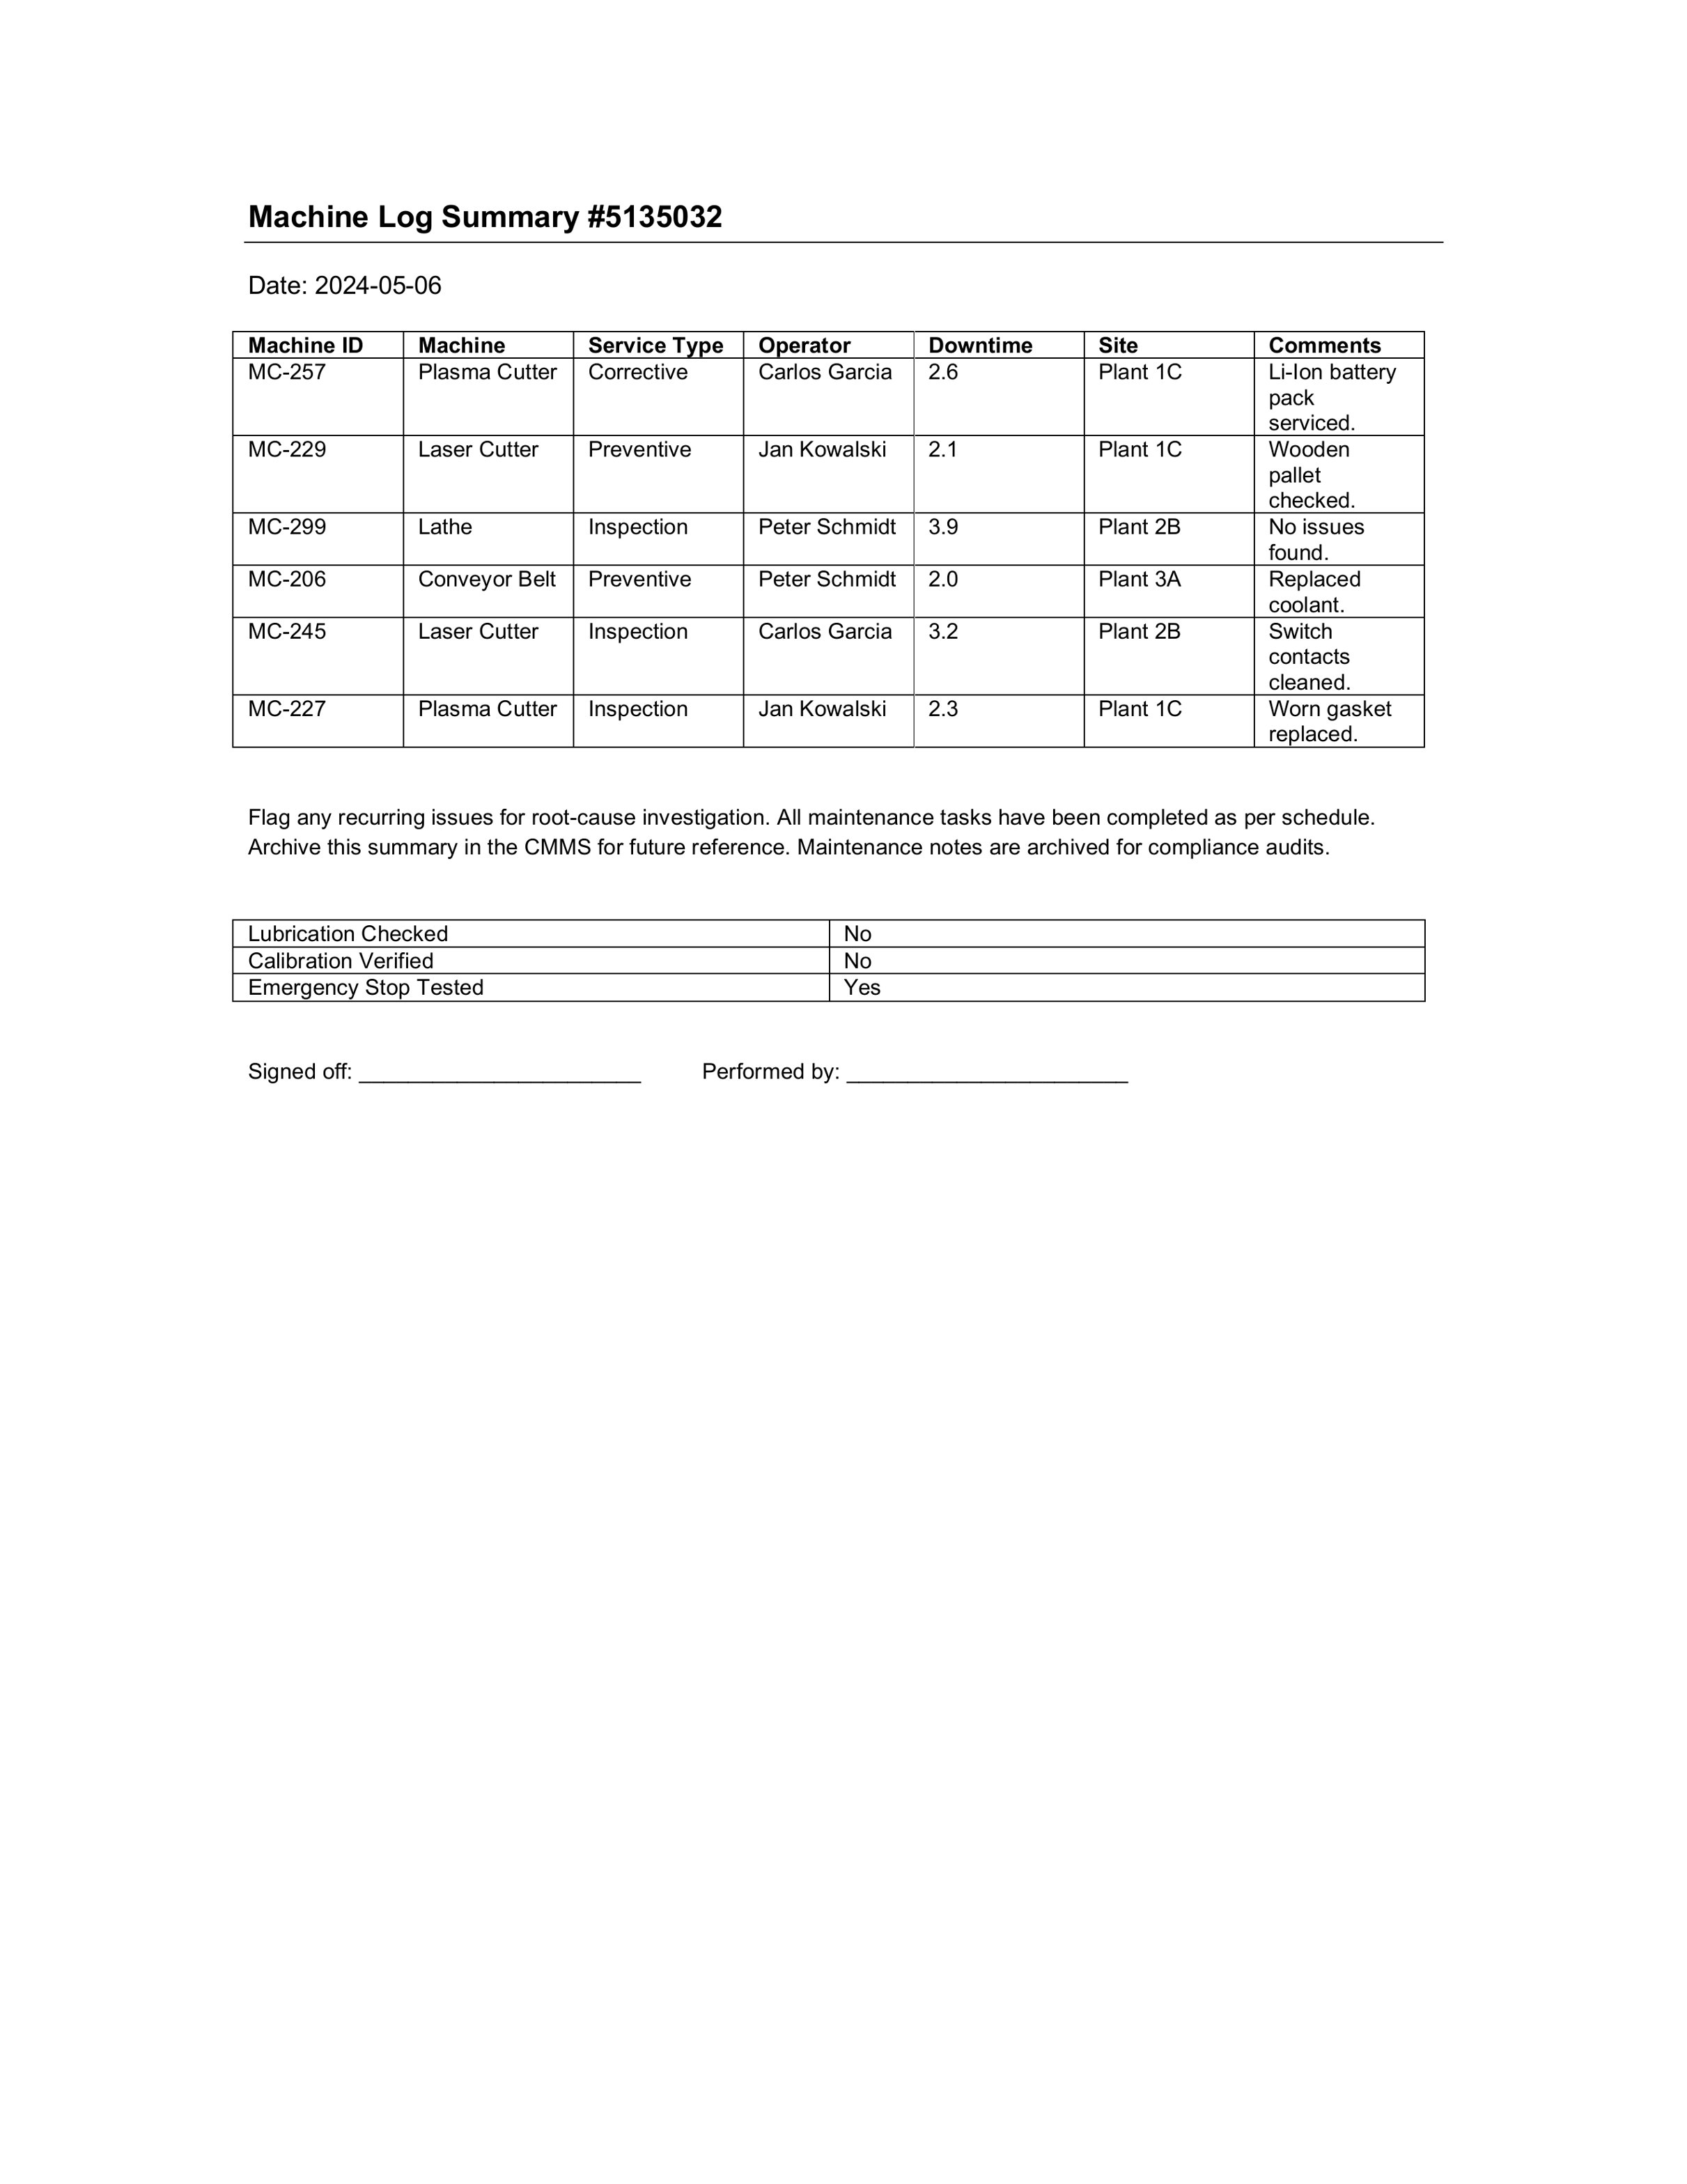 Machine Log Summary #5135032
Date: 2024-05-06
Machine ID Machine Service Type Operator Downtime Site Comments
MC-257 Plasma Cutter Corrective Carlos Garcia 2.6 Plant 1C Li-Ion battery
pack
serviced.
MC-229 Laser Cutter Preventive Jan Kowalski 2.1 Plant 1C Wooden
pallet
checked.
MC-299 Lathe Inspection Peter Schmidt 3.9 Plant 2B No issues
found.
MC-206 Conveyor Belt Preventive Peter Schmidt 2.0 Plant 3A Replaced
coolant.
MC-245 Laser Cutter Inspection Carlos Garcia 3.2 Plant 2B Switch
contacts
cleaned.
MC-227 Plasma Cutter Inspection Jan Kowalski 2.3 Plant 1C Worn gasket
replaced.
Flag any recurring issues for root-cause investigation. All maintenance tasks have been completed as per schedule.
Archive this summary in the CMMS for future reference. Maintenance notes are archived for compliance audits.
Lubrication Checked No
Calibration Verified No
Emergency Stop Tested Yes
Signed off: _______________________ Performed by: _______________________